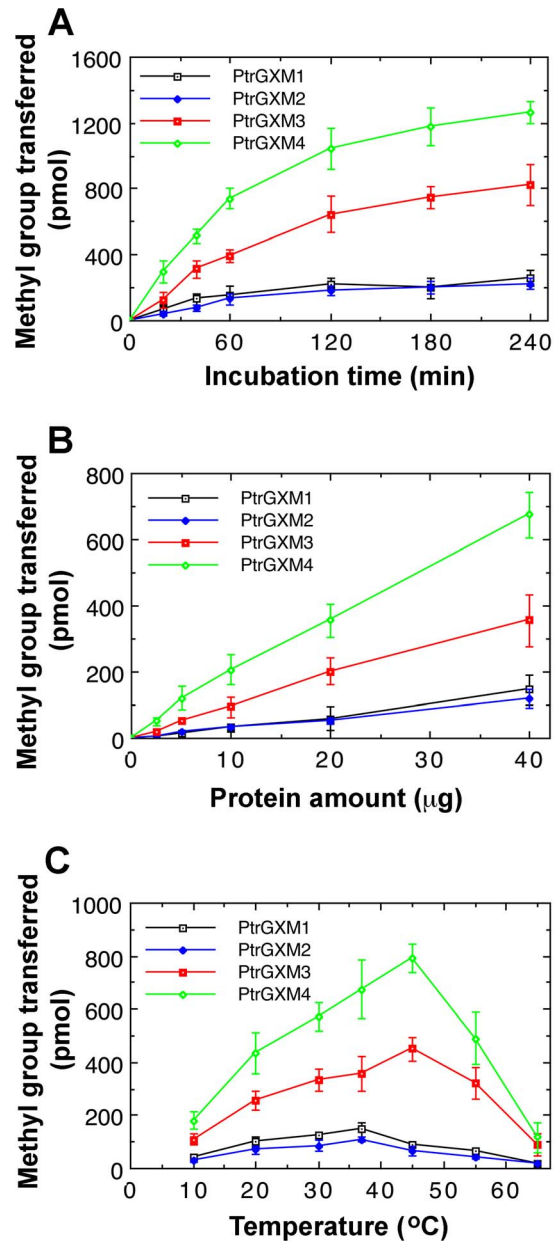 A
Methyl group transferred
(pmol)
1600
1200
800
400
0
PtrGXM1
PtrGXM2
PtrGXM3
PtrGXM4
0 60 120 180 240
Incubation time (min)
B
Methyl group transferred
(pmol)
800
600
400
200
0
PtrGXM1
PtrGXM2
PtrGXM3
PtrGXM4
0 10 20 30 40
Protein amount (μg)
C
Methyl group transferred
(pmol)
1000
800
600
400
200
0
PtrGXM1
PtrGXM2
PtrGXM3
PtrGXM4
0 10 20 30 40 50 60
Temperature (°C)